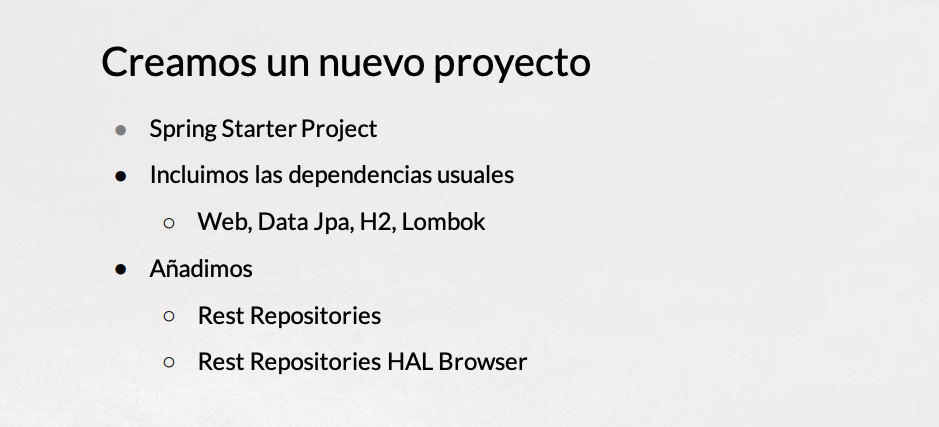 Creamos un nuevo proyecto
● Spring Starter Project
● Incluimos las dependencias usuales
○ Web, Data Jpa, H2, Lombok
● Añadimos
○ Rest Repositories
○ Rest Repositories HAL Browser